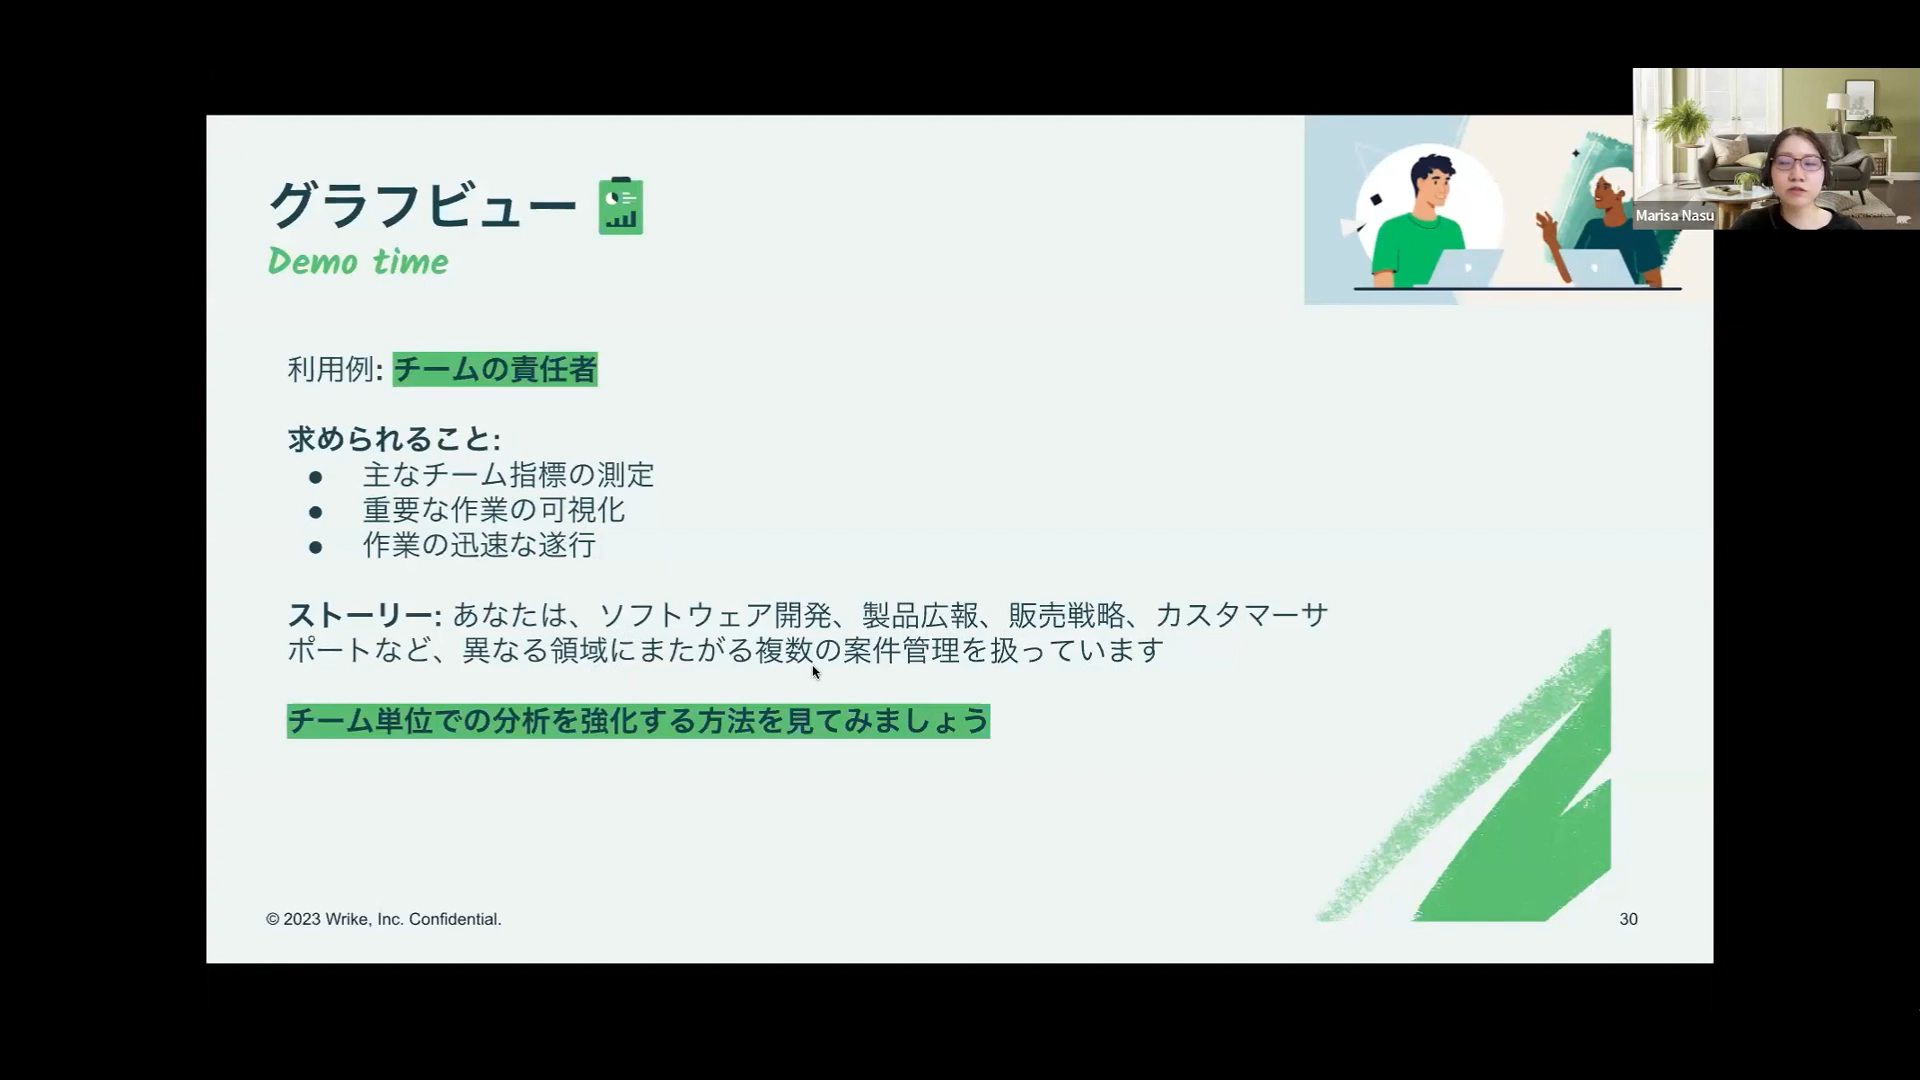 グラフビュー
Demo time
Marisa Nasu
利用例: チームの責任者
求められること:
● 主なチーム指標の測定
● 重要な作業の可視化
● 作業の迅速な遂行
ストーリー: あなたは、ソフトウェア開発、製品広報、販売戦略、カスタマーサ
ポートなど、異なる領域にまたがる複数の案件管理を扱っています
チーム単位での分析を強化する方法を見てみましょう
© 2023 Wrike, Inc. Confidential.
30